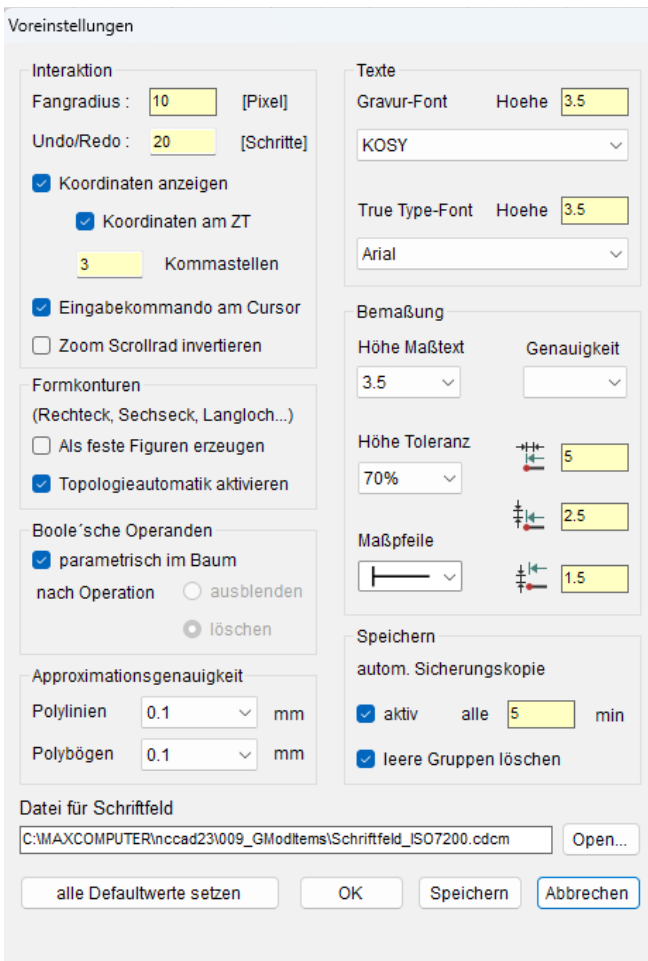 Voreinstellungen
Interaktion
Fangradius : 10 [Pixel]
Undo/Redo : 20 [Schritte]
Koordinaten anzeigen
Koordinaten am ZT
3 Kommastellen
Eingabekommando am Cursor
Zoom Scrollrad invertieren
Formkonturen
(Rechteck, Sechseck, Langloch...)
Als feste Figuren erzeugen
Topologieautomatik aktivieren
Boole´sche Operanden
parametrisch im Baum
nach Operation ausblenden
löschen
Approximationsgenauigkeit
Polylinien 0.1 mm
Polybögen 0.1 mm
Texte
Gravur-Font Hoehe 3.5
KOSY
True Type-Font Hoehe 3.5
Arial
Bemaßung
Höhe Maßtext Genauigkeit
3.5
Höhe Toleranz 5
70%
2.5
Maßpfeile
1.5
Speichern
autom. Sicherungskopie
aktiv alle 5 min
leere Gruppen löschen
Datei für Schriftfeld
C:\MAXCOMPUTER\nccad23\009_GModItems\Schriftfeld_ISO7200.cdcm Open...
alle Defaultwerte setzen OK Speichern Abbrechen